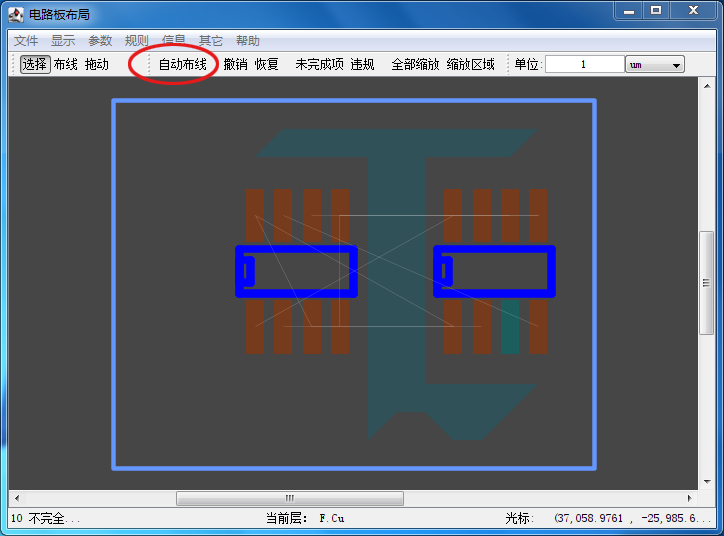 电路板布局
文件 显示 参数 规则 信息 其它 帮助
选择 布线 拖动 自动布线 撤销 恢复 未完成项 违规 全部缩放 缩放区域 单位: 1 um
10 不完全... 当前层: F.Cu 光标: (37,058.9761 , -25,985.6...